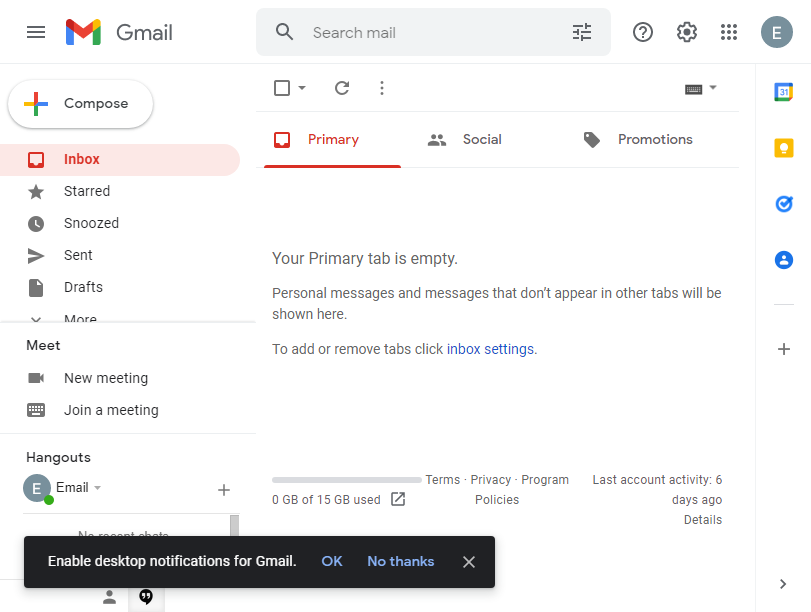 Gmail
Search mail
E
Compose
31
Primary
Social
Promotions
Inbox
Starred
Snoozed
Sent
Drafts
More
Your Primary tab is empty.
Personal messages and messages that don't appear in other tabs will be
shown here.
To add or remove tabs click inbox settings.
Meet
New meeting
Join a meeting
Hangouts
E
Email
No recent chats
Terms · Privacy · Program
Policies
0 GB of 15 GB used
Last account activity: 6
days ago
Details
Enable desktop notifications for Gmail. OK No thanks